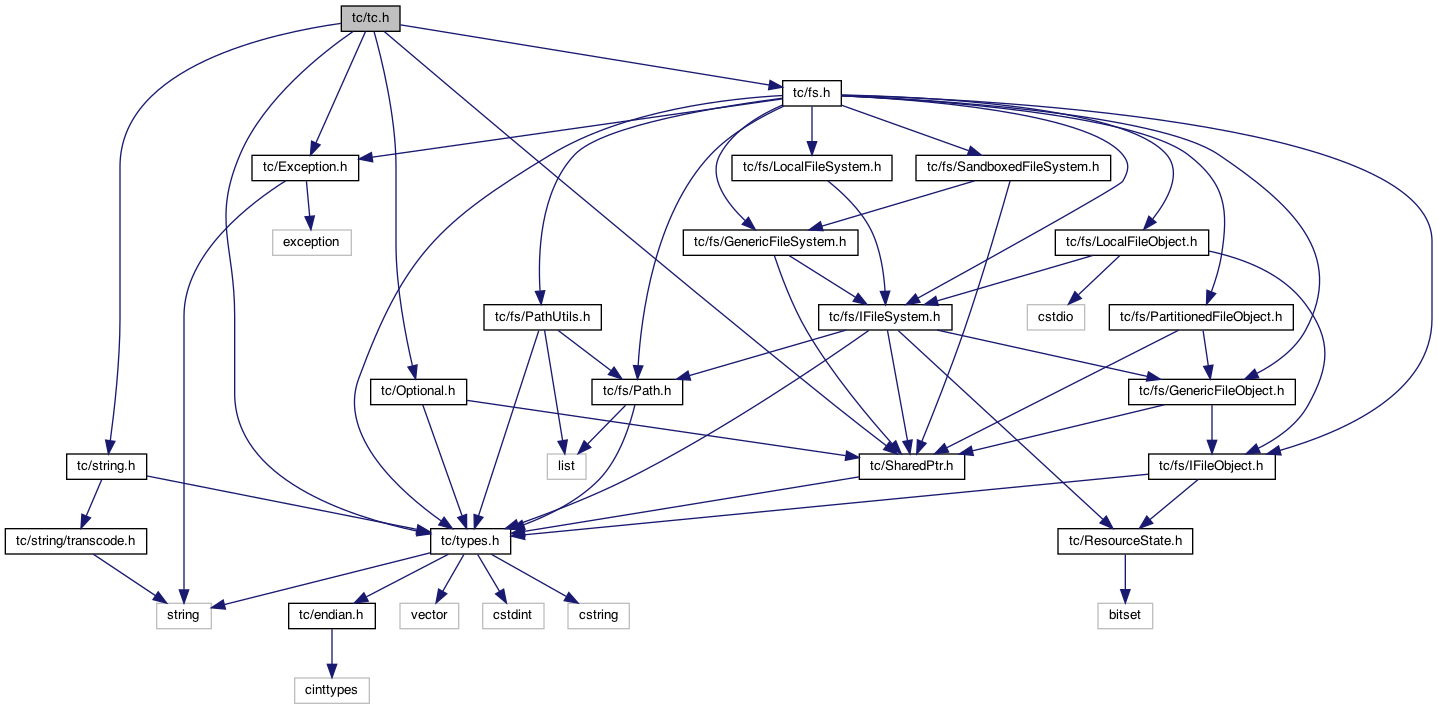 tc/tc.h
tc/fs.h
tc/Exception.h
tc/fs/LocalFileSystem.h
tc/fs/SandboxedFileSystem.h
exception
tc/fs/GenericFileSystem.h
tc/fs/LocalFileObject.h
tc/fs/PathUtils.h
tc/fs/IFileSystem.h
cstdio
tc/fs/PartitionedFileObject.h
tc/Optional.h
tc/fs/Path.h
tc/fs/GenericFileObject.h
tc/string.h
list
tc/SharedPtr.h
tc/fs/IFileObject.h
tc/string/transcode.h
tc/types.h
tc/ResourceState.h
string
tc/endian.h
vector
cstdint
cstring
bitset
cinttypes